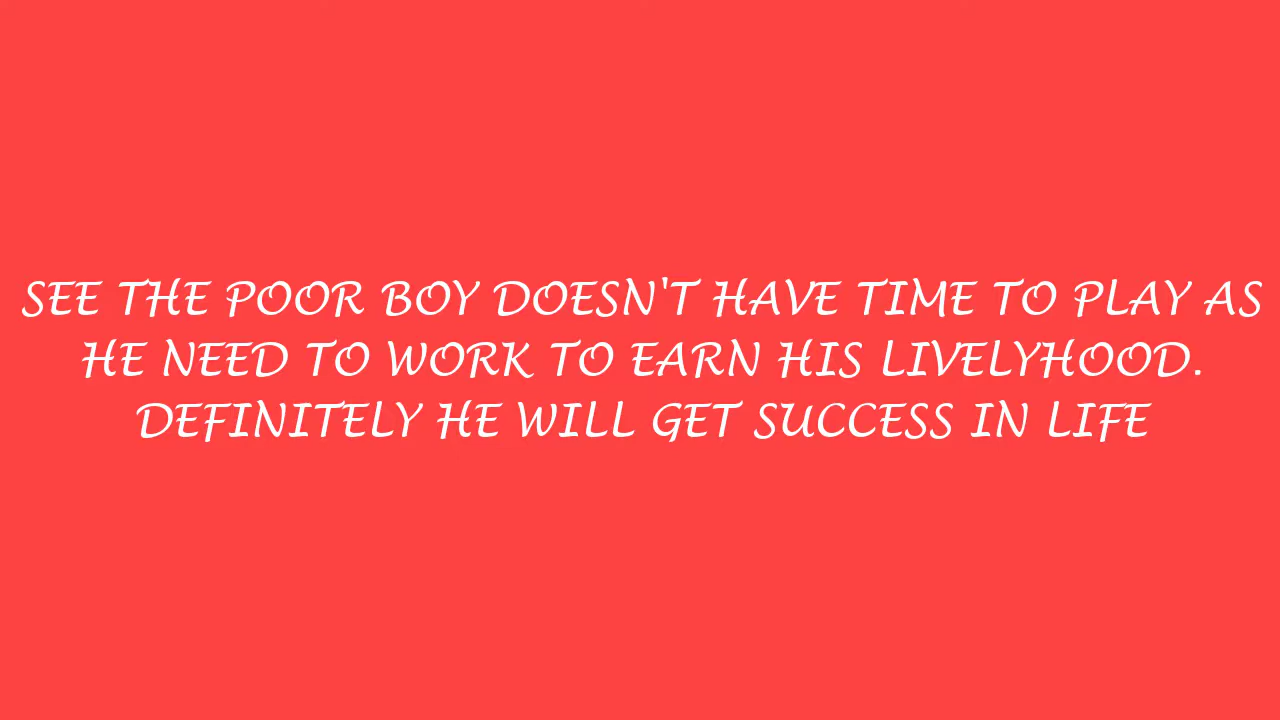 SEE THE POOR BOY DOESN'T HAVE TIME TO PLAY AS
HE NEED TO WORK TO EARN HIS LIVELYHOOD.
DEFINITELY HE WILL GET SUCCESS IN LIFE